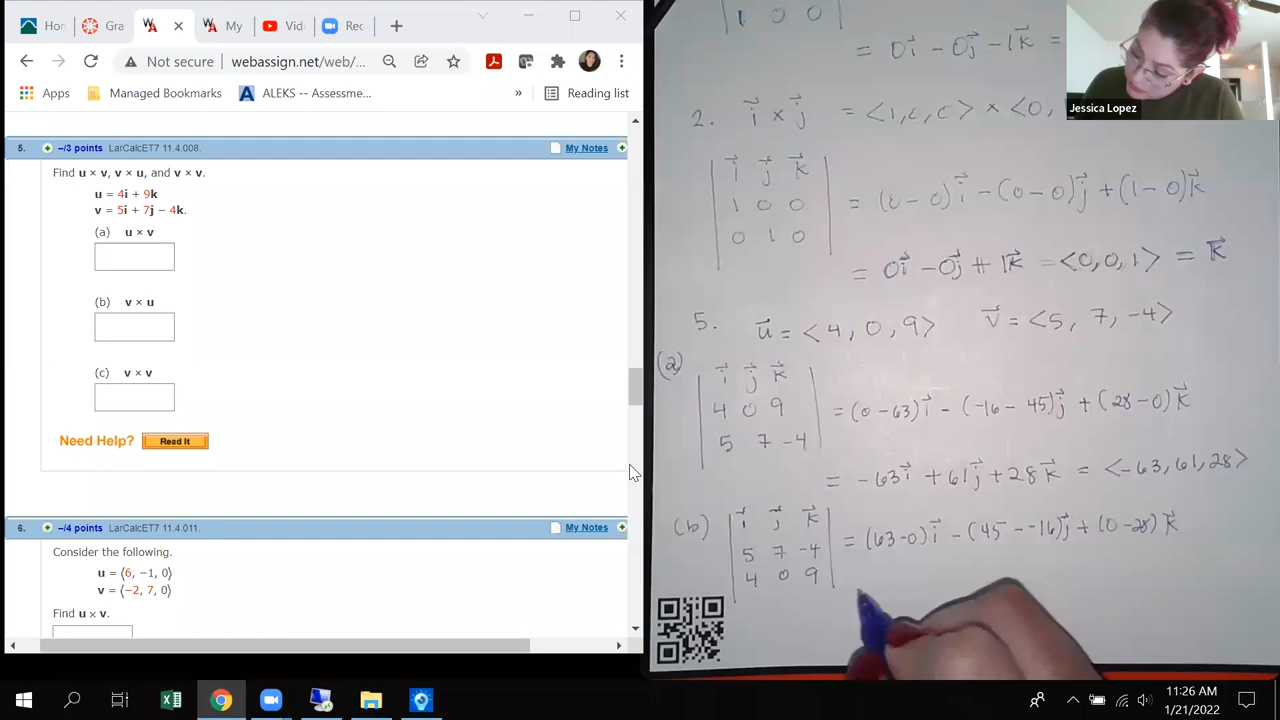 Hon
Gra
My
Vid
Rec
Not secure
webassign.net/web/...
Apps
Managed Bookmarks
ALEKS -- Assessme...
»
Reading list
5. –/3 points LarCalcET7 11.4.008.
My Notes
Find u × v, v × u, and v × v.
u = 4i + 9k
v = 5i + 7j − 4k.
(a) u × v
(b) v × u
(c) v × v
Need Help? Read It
6. –/4 points LarCalcET7 11.4.011.
My Notes
Consider the following.
u = ⟨6, −1, 0⟩
v = ⟨−2, 7, 0⟩
Find u × v.
1 0 0
= 0i − 0j − 1k =
Jessica Lopez
2. i × j = <1, 0, 0> × <0,
i j k
1 0 0 = (0 − 0)i − (0 − 0)j + (1 − 0)k
0 1 0
= 0i − 0j + 1k = <0, 0, 1> = k
5. u = <4, 0, 9> v = <5, 7, −4>
(a)
i j k
4 0 9 = (0 − 63)i − (−16 − 45)j + (28 − 0)k
5 7 −4
= −63i + 61j + 28k = <−63, 61, 28>
(b) i j k
5 7 −4 = (63 − 0)i − (45 − −16)j + (0 − 28)k
4 0 9
11:26 AM
1/21/2022